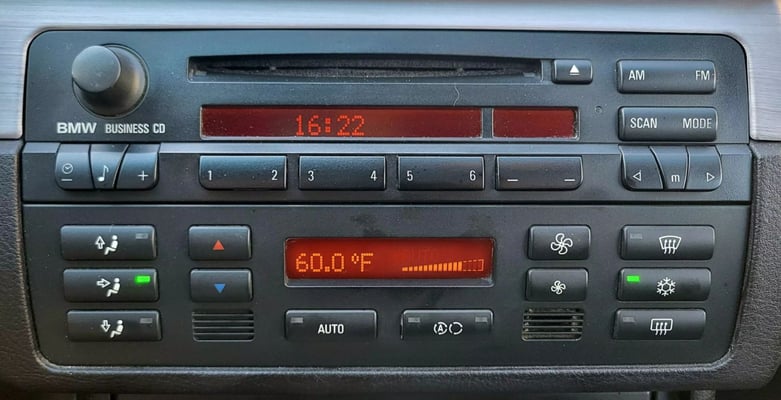 AM FM
16:22
BMW BUSINESS CD
SCAN MODE
− + 1 2 3 4 5 6 — — m
60.0 °F
AUTO
A